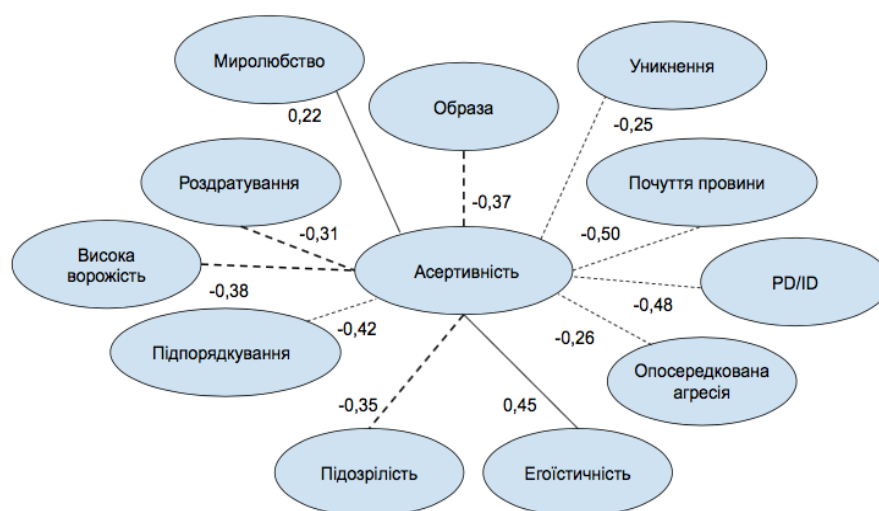 Миролюбство
Уникнення
Образа
0,22
-0,25
Роздратування
Почуття провини
-0,37
-0,31
-0,50
Висока
ворожість
Асертивність
PD/ID
-0,38
-0,48
-0,42
-0,26
Підпорядкування
Опосередкована
агресія
-0,35
0,45
Підозрілість
Егоїстичність